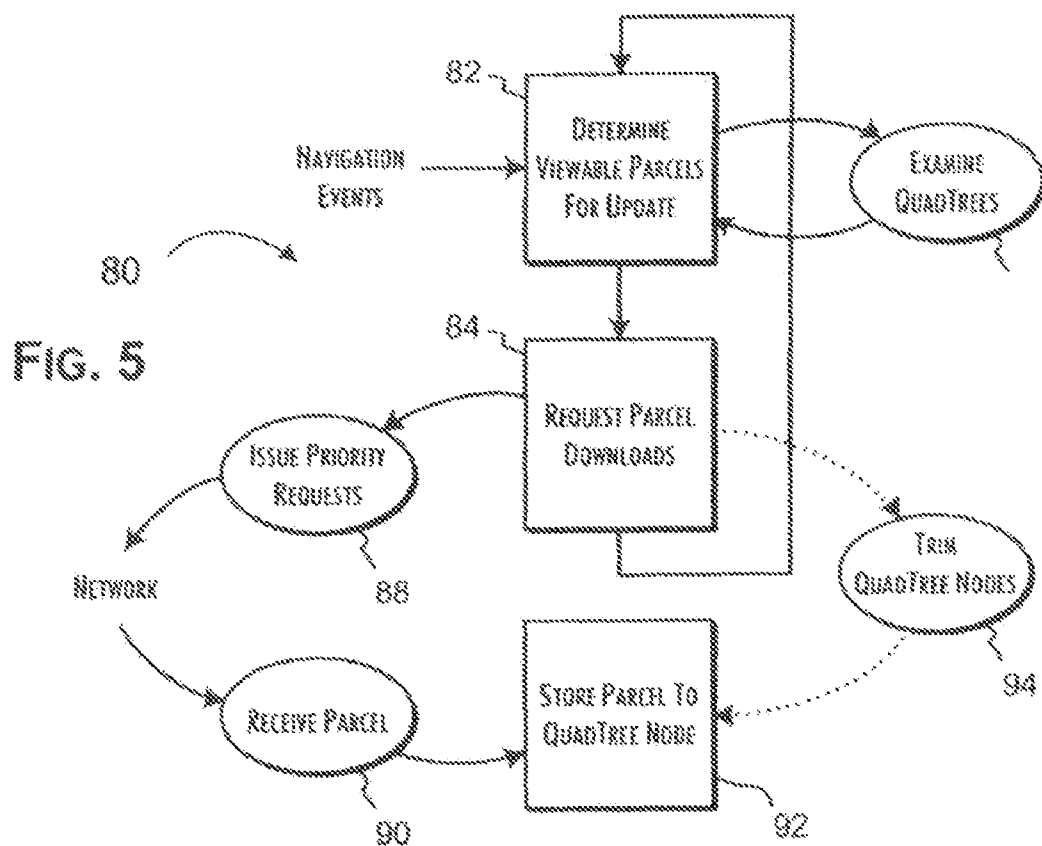 82
DETERMINE
VIEWABLE PARCELS
FOR UPDATE
NAVIGATION
EVENTS
EXAMINE
QUADTREES
80
FIG. 5
84
REQUEST PARCEL
DOWNLOADS
ISSUE PRIORITY
REQUESTS
88
NETWORK
TRIM
QUADTREE NODES
94
STORE PARCEL TO
QUADTREE NODE
92
RECEIVE PARCEL
90